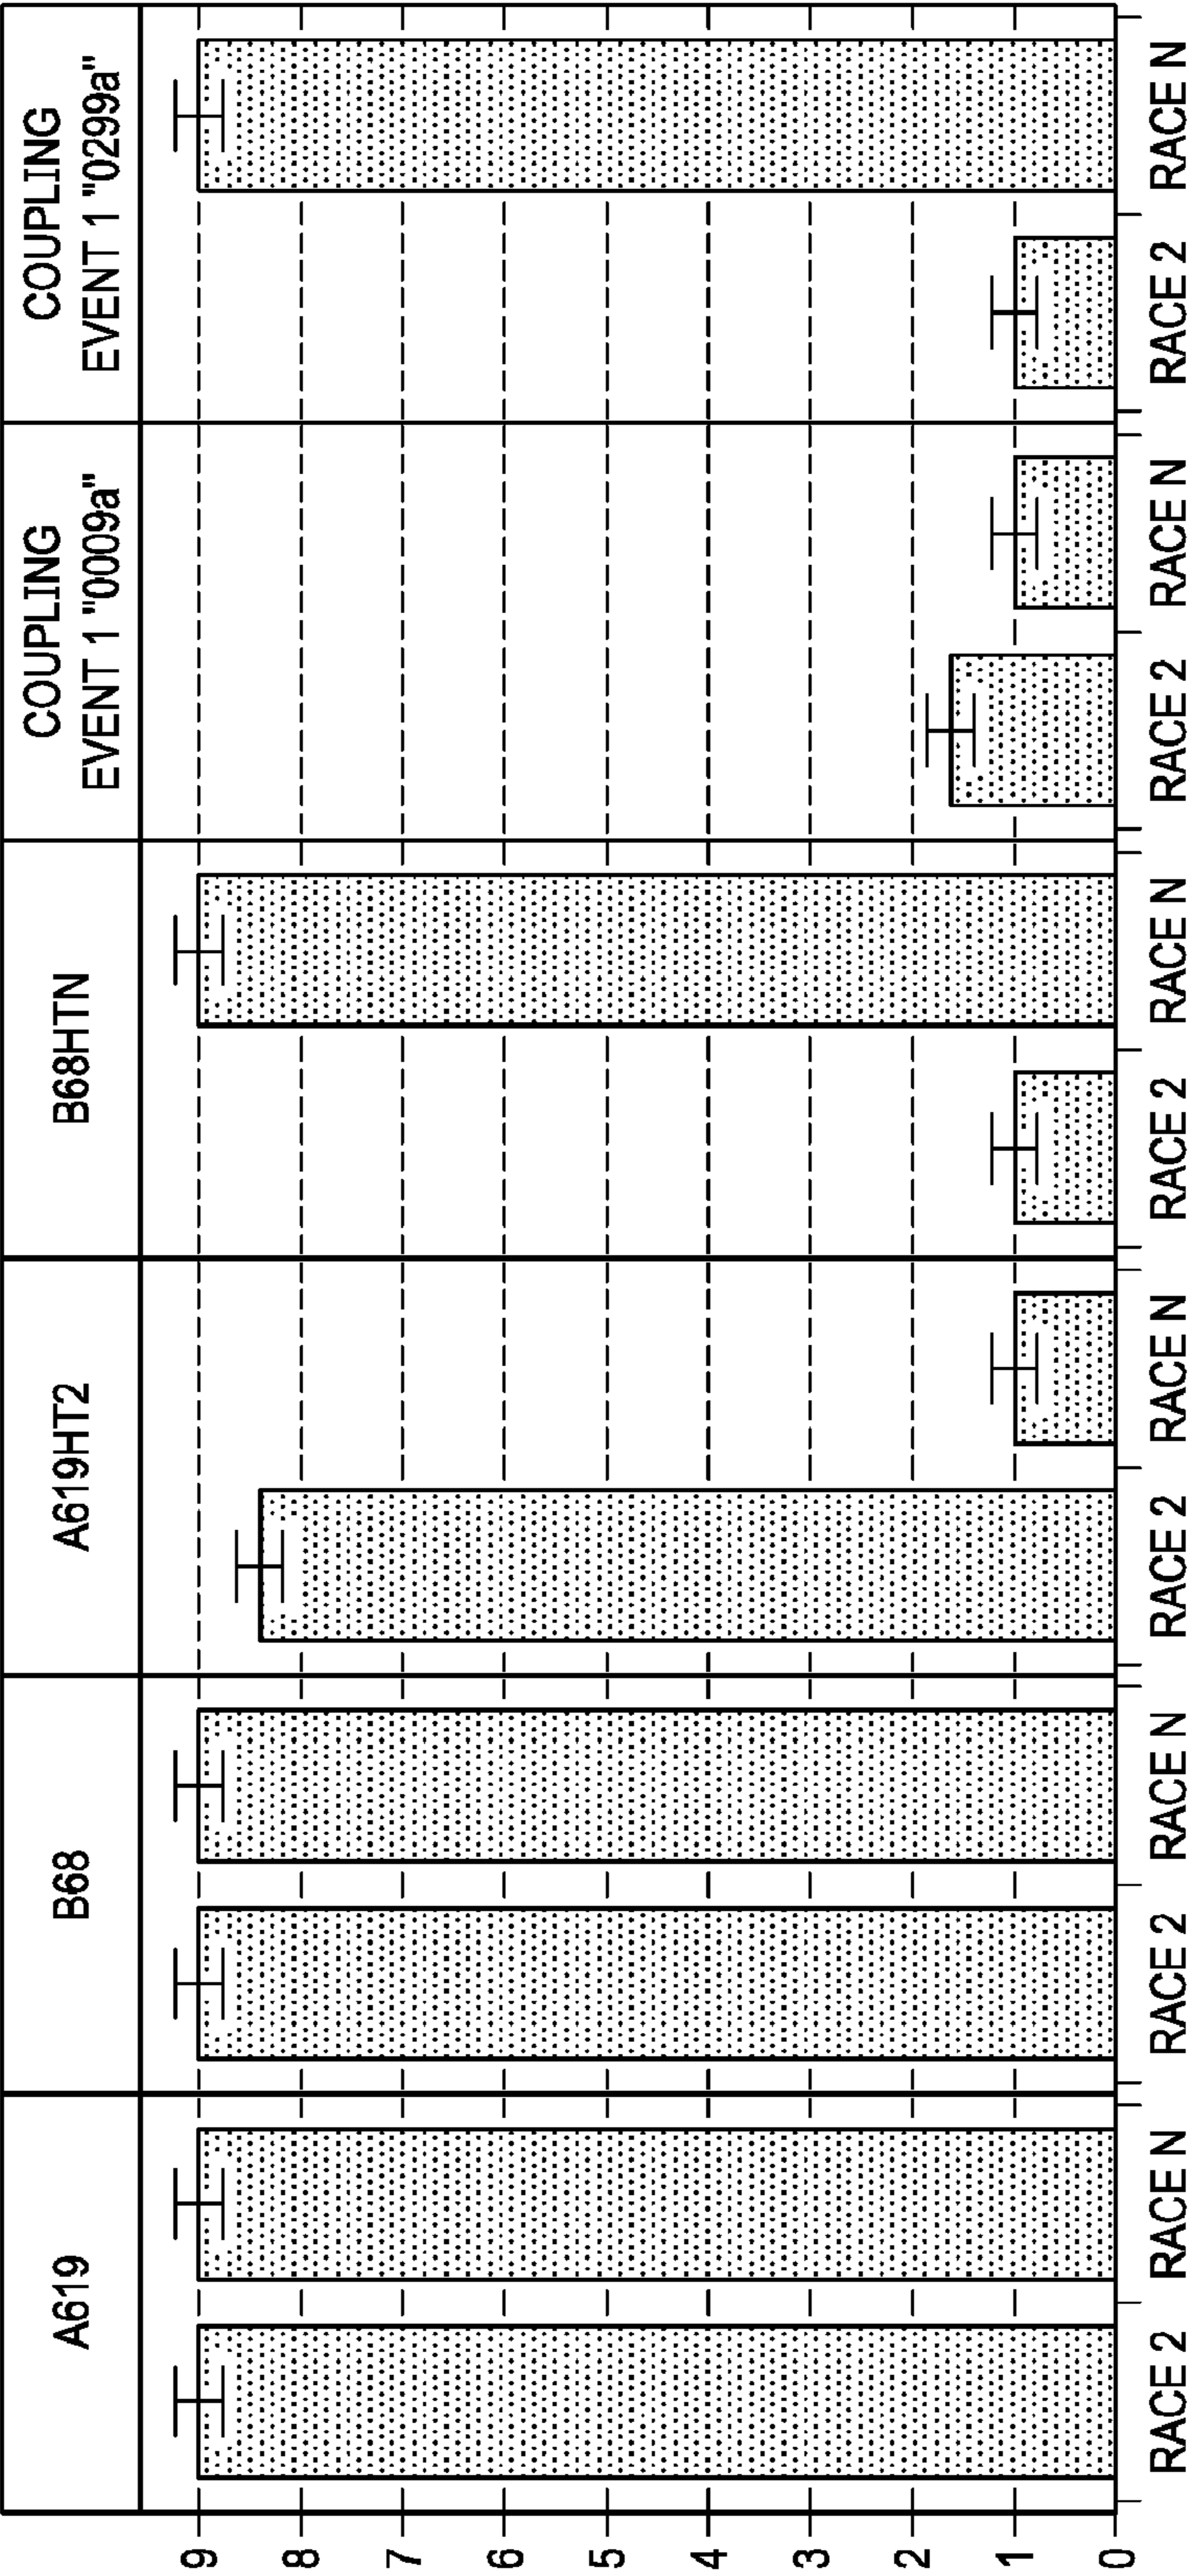 A619
B68
A619HT2
B68HTN
COUPLING
EVENT 1 "0009a"
COUPLING
EVENT 1 "0299a"
9
8
7
6
5
4
3
2
1
0
RACE 2
RACE N
RACE 2
RACE N
RACE 2
RACE N
RACE 2
RACE N
RACE 2
RACE N
RACE 2
RACE N